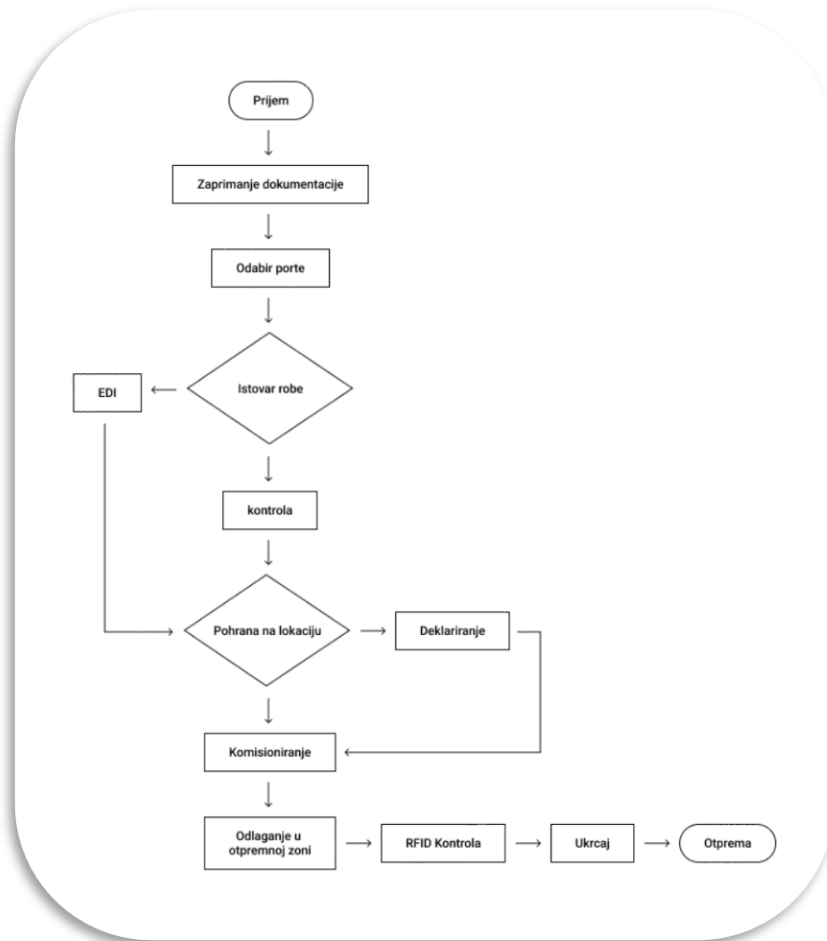 Prijem
Zaprimanje dokumentacije
Odabir porte
Istovar robe
EDI
kontrola
Pohrana na lokaciju
Deklariranje
Komisioniranje
Odlaganje u
otpremnoj zoni
RFID Kontrola
Ukrcaj
Otprema